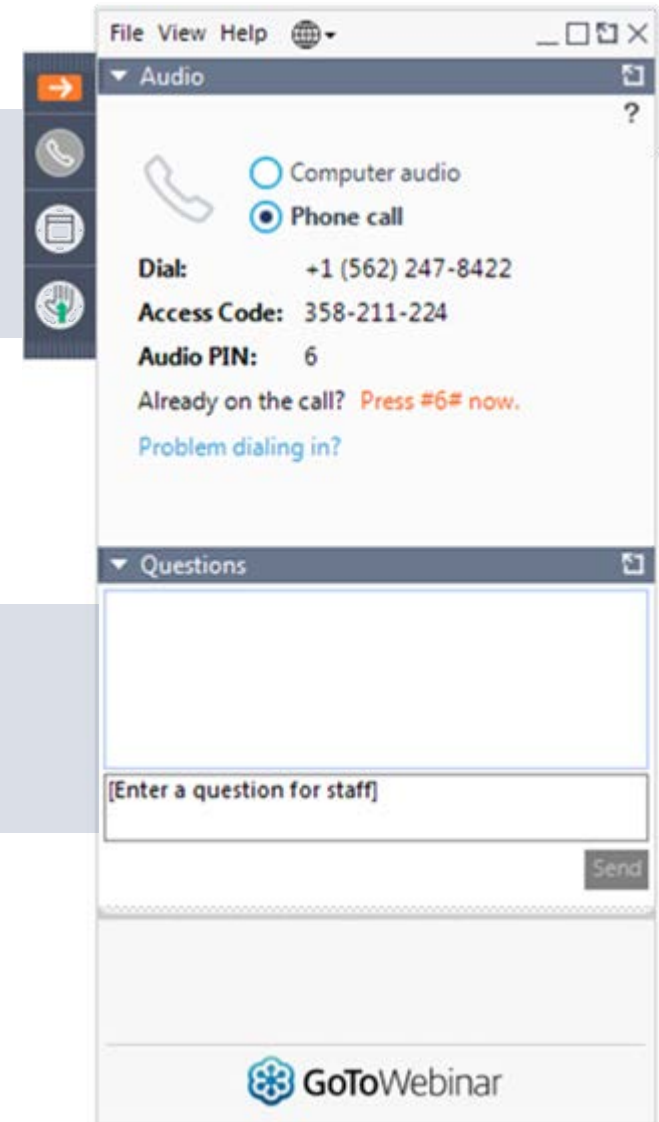 File View Help
Audio
?
Computer audio
Phone call
Dial: +1 (562) 247-8422
Access Code: 358-211-224
Audio PIN: 6
Already on the call? Press #6# now.
Problem dialing in?
Questions
[Enter a question for staff]
Send
GoToWebinar